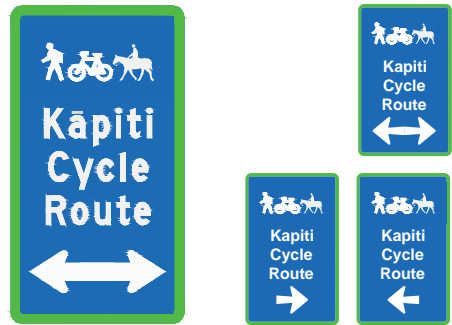 Kāpiti
Cycle
Route
Kapiti
Cycle
Route
Kapiti
Cycle
Route
Kapiti
Cycle
Route